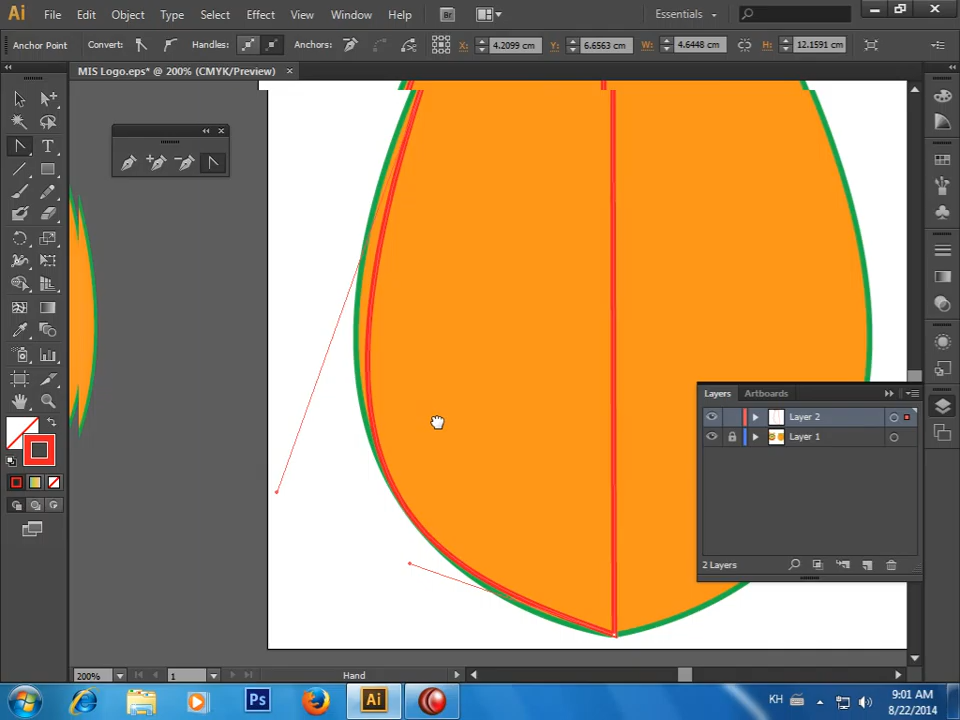 Ai File Edit Object Type Select Effect View Window Help Br Essentials
Anchor Point Convert: Handles: Anchors: X: 4.2099 cm Y: 6.6563 cm W: 4.6448 cm H: 12.1591 cm
MIS Logo.eps* @ 200% (CMYK/Preview)
T
Layers Artboards
Layer 2
Layer 1
2 Layers
200% 1 Hand
Ps Ai KH 9:01 AM
8/22/2014